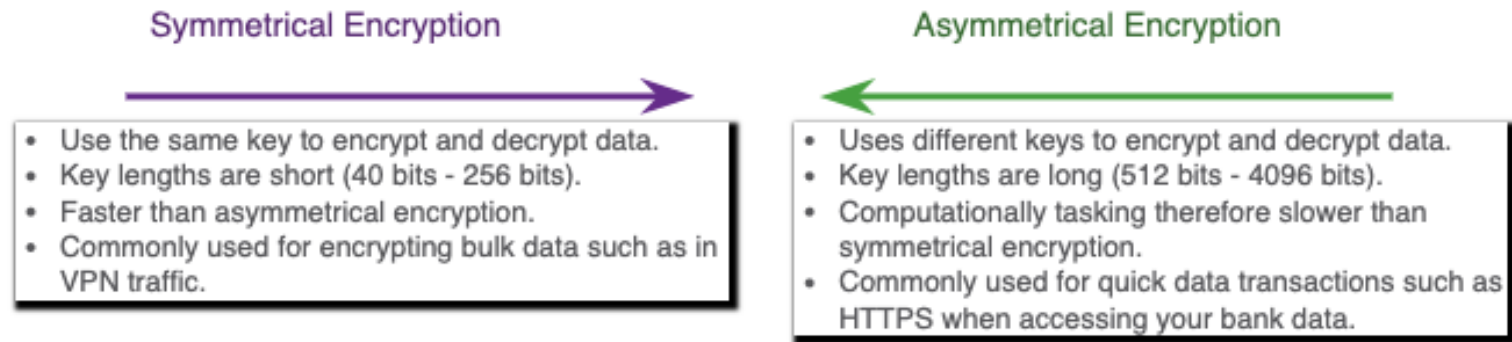 Symmetrical Encryption
• Use the same key to encrypt and decrypt data.
• Key lengths are short (40 bits - 256 bits).
• Faster than asymmetrical encryption.
• Commonly used for encrypting bulk data such as in
VPN traffic.
Asymmetrical Encryption
• Uses different keys to encrypt and decrypt data.
• Key lengths are long (512 bits - 4096 bits).
• Computationally tasking therefore slower than
symmetrical encryption.
• Commonly used for quick data transactions such as
HTTPS when accessing your bank data.